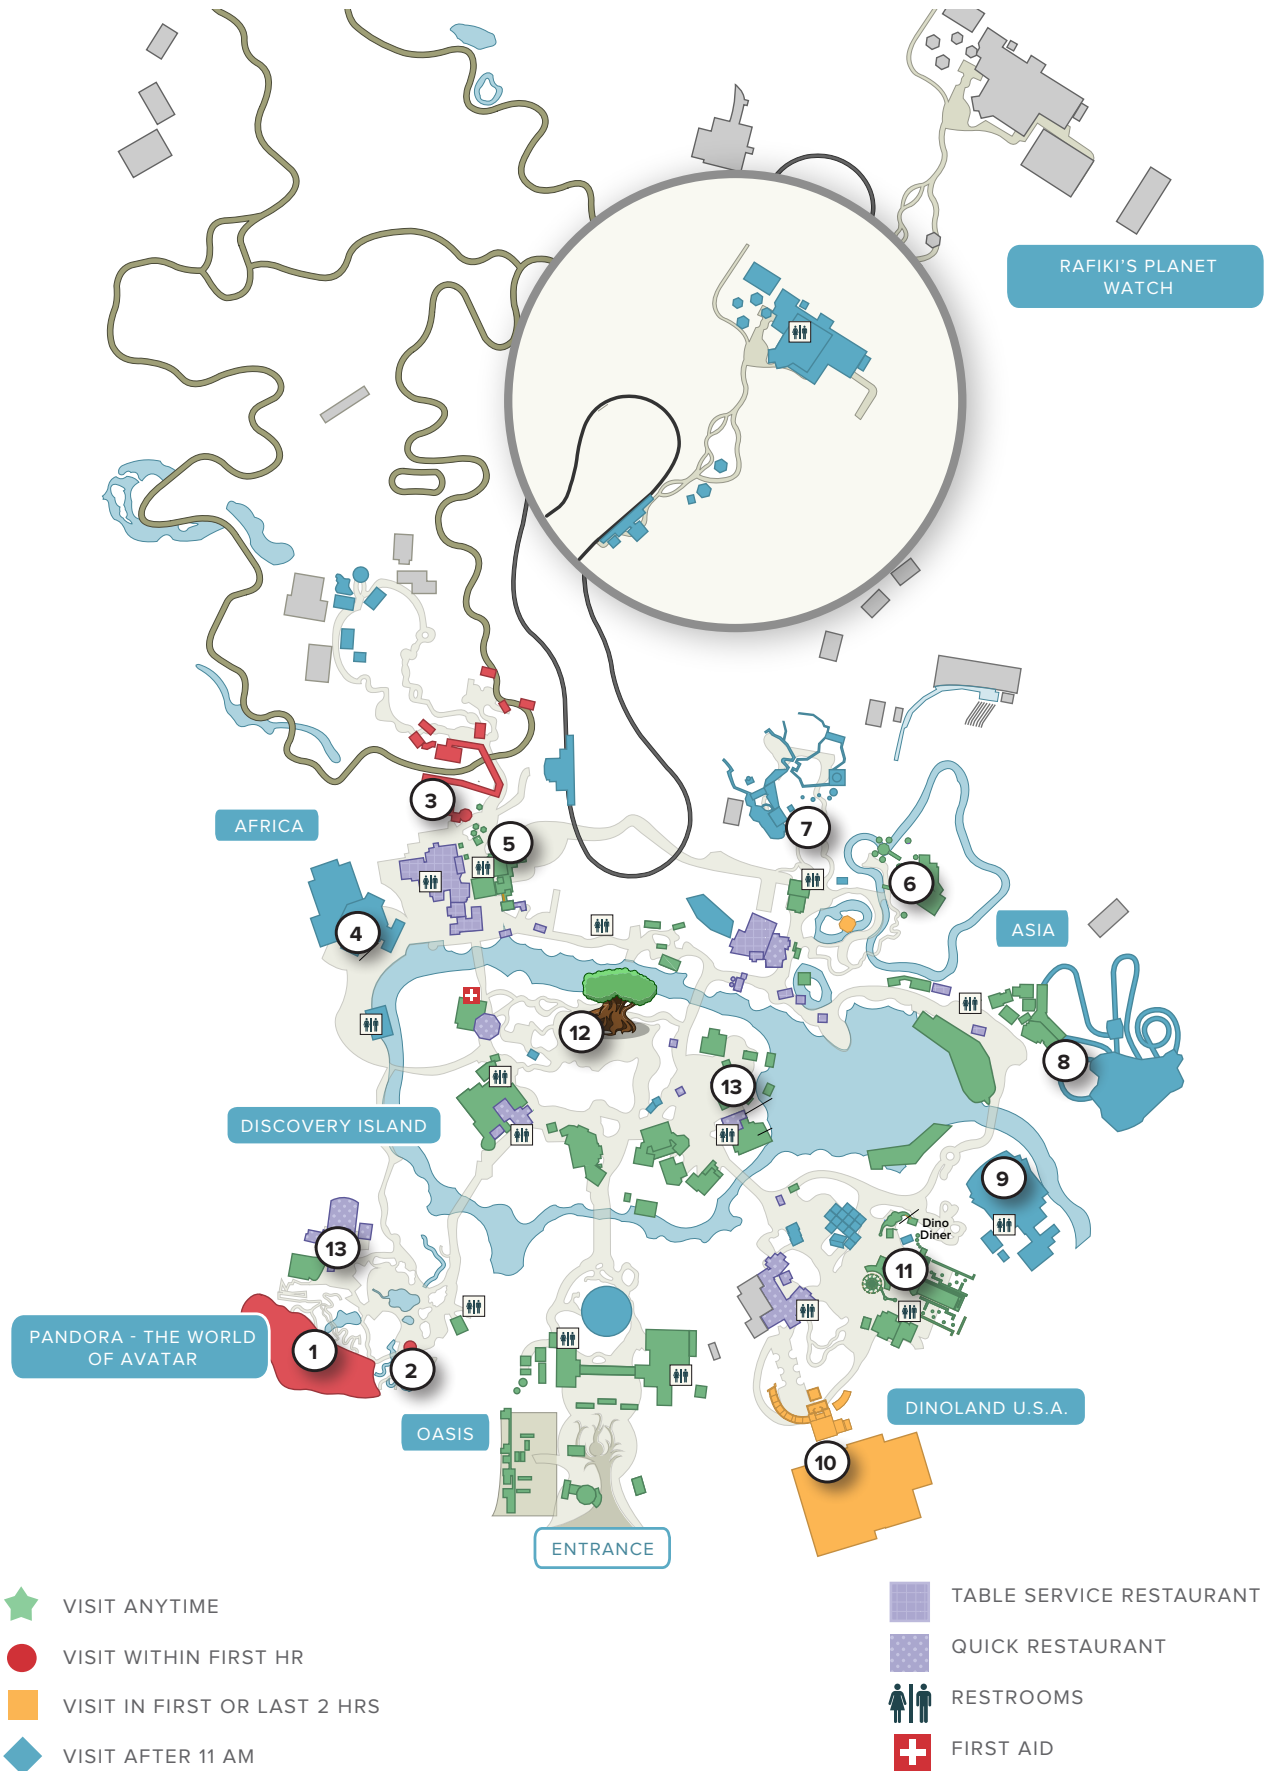 RAFIKI'S PLANET
WATCH
3
AFRICA
5
7
6
4
ASIA
12
8
13
DISCOVERY ISLAND
9
Dino
Diner
13
11
PANDORA - THE WORLD
OF AVATAR
1
2
DINOLAND U.S.A.
OASIS
10
ENTRANCE
VISIT ANYTIME
VISIT WITHIN FIRST HR
VISIT IN FIRST OR LAST 2 HRS
VISIT AFTER 11 AM
TABLE SERVICE RESTAURANT
QUICK RESTAURANT
RESTROOMS
FIRST AID